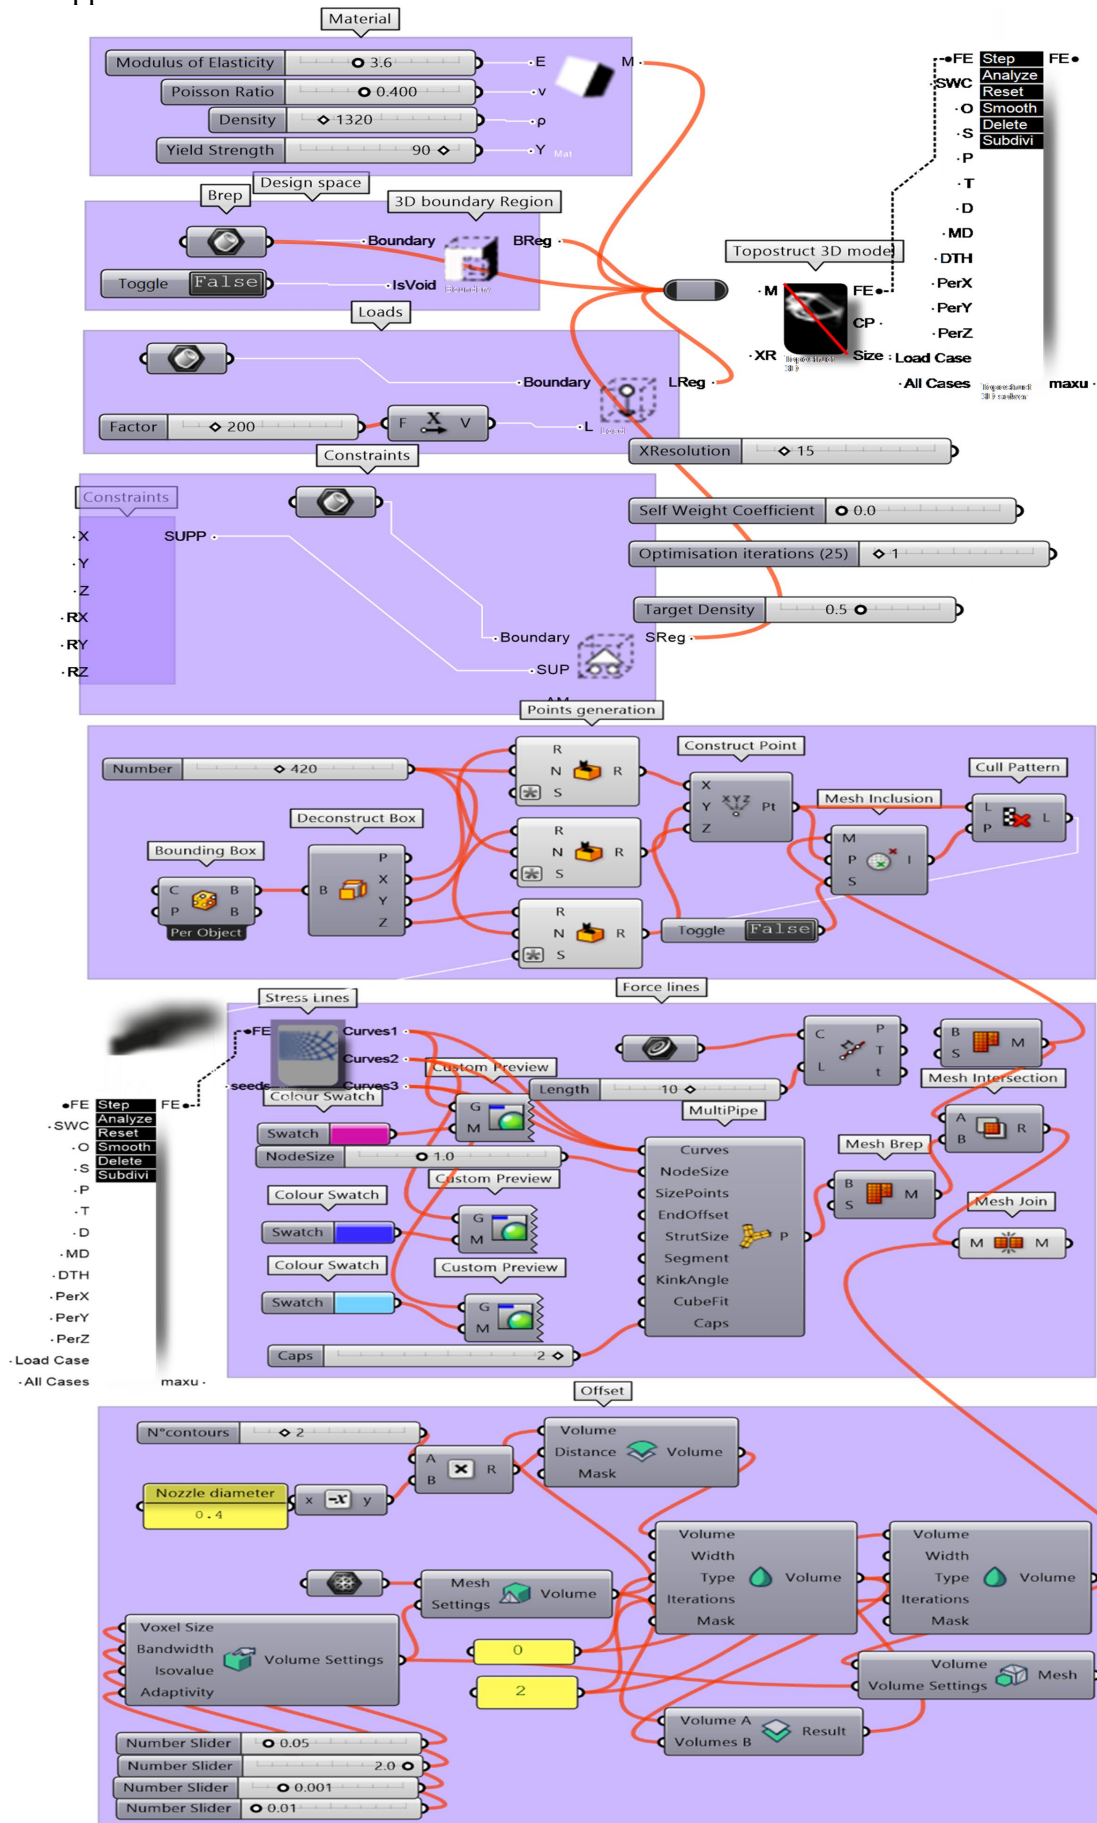 Material
Modulus of Elasticity 3.6 E M
Poisson Ratio 0.400 v
Density 1320 ρ
Yield Strength 90 Y Mat
FE Step FE
SWC Analyze
Reset
O Smooth
S Delete
Subdivi
P
T
D
MD
DTH
PerX
PerY
PerZ
Load Case
All Cases maxu
Topostruct
3D solver
Design space
Brep
3D boundary Region
Boundary BReg
Toggle False IsVoid
Boundary
Topostruct 3D model
M FE
CP
XR Size
Topostruct
3D
Loads
Boundary LReg
Factor 200 F X V L
Load
Constraints
XResolution 15
Self Weight Coefficient 0.0
Optimisation iterations (25) 1
Target Density 0.5
Constraints
X SUPP
Y
Z
RX
RY
RZ
Boundary SReg
SUP
Points generation
Number 420
R
N R
S
Construct Point
X
Y XYZ Pt
Z
Cull Pattern
L L
P
Mesh Inclusion
M
P I
S
Deconstruct Box
P
B X
Y
Z
Bounding Box
C B
P B
Per Object
R
N R
S
R
N R
S
Toggle False
Stress Lines
Force lines
FE Curves1
Curves2
seeds Curves3
C P
L T
t
B M
S
Length 10
Mesh Intersection
A R
B
Custom Preview
G
M
Colour Swatch
Swatch
NodeSize 1.0
MultiPipe
Curves
NodeSize
SizePoints
EndOffset
StrutSize P
Segment
KinkAngle
CubeFit
Caps
Mesh Brep
B M
S
Mesh Join
M M
Colour Swatch
Swatch
Custom Preview
G
M
Colour Swatch
Swatch
Custom Preview
G
M
Caps 2
FE Step FE
SWC Analyze
Reset
O Smooth
S Delete
Subdivi
P
T
D
MD
DTH
PerX
PerY
PerZ
Load Case
All Cases maxu
Offset
N°contours 2
A R
B
Volume
Distance Volume
Mask
Nozzle diameter
0.4
x -x y
Volume
Width
Type Volume
Iterations
Mask
Volume
Width
Type Volume
Iterations
Mask
Mesh Volume
Settings
Voxel Size
Bandwidth
Isovalue Volume Settings
Adaptivity
0
2
Volume Mesh
Volume Settings
Volume A Result
Volumes B
Number Slider 0.05
Number Slider 2.0
Number Slider 0.001
Number Slider 0.01